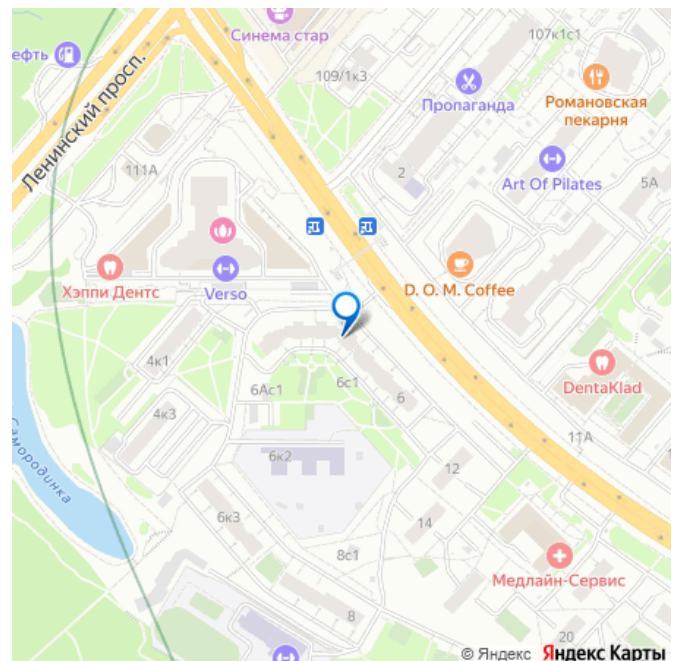 Синема стар
107к1с1
ефть
109/1к3
Пропаганда
Романовская
пекарня
Ленинский просп.
111А
2
Art Of Pilates
5А
Хэппи Дентс
Verso
D. O. M. Coffee
4к1
6Ас1
6с1
6
DentaKlad
4к3
11А
Самородинка
6к2
12
6к3
14
8с1
Медлайн-Сервис
8
20
© Яндекс Яндекс Карты